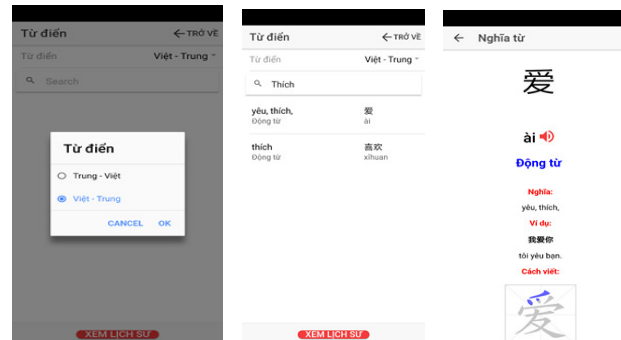 Từ điển
TRỞ VỀ
Từ điển
Việt - Trung
Search
Từ điển
Trung - Việt
Việt - Trung
CANCEL OK
XEM LỊCH SỬ
Từ điển
TRỞ VỀ
Từ điển
Việt - Trung
Thích
yêu, thích,
爱
Động từ
ài
thích
喜欢
Động từ
xǐhuan
XEM LỊCH SỬ
Nghĩa từ
爱
ài
Động từ
Nghĩa:
yêu, thích,
Ví dụ:
我爱你
tôi yêu bạn.
Cách viết:
爱